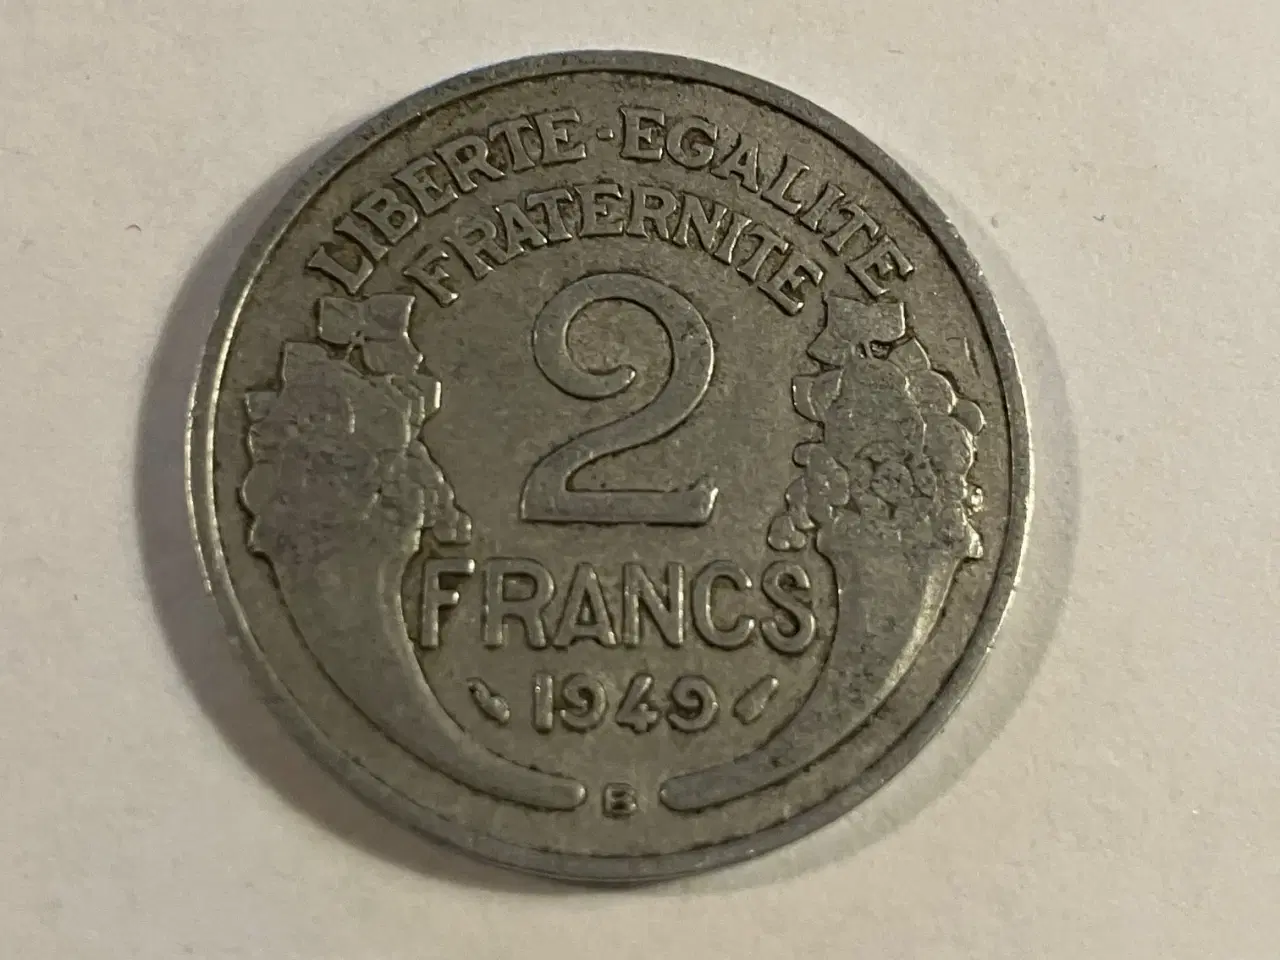 LIBERTE·EGALITE
FRATERNITE
2
FRANCS
1949
B